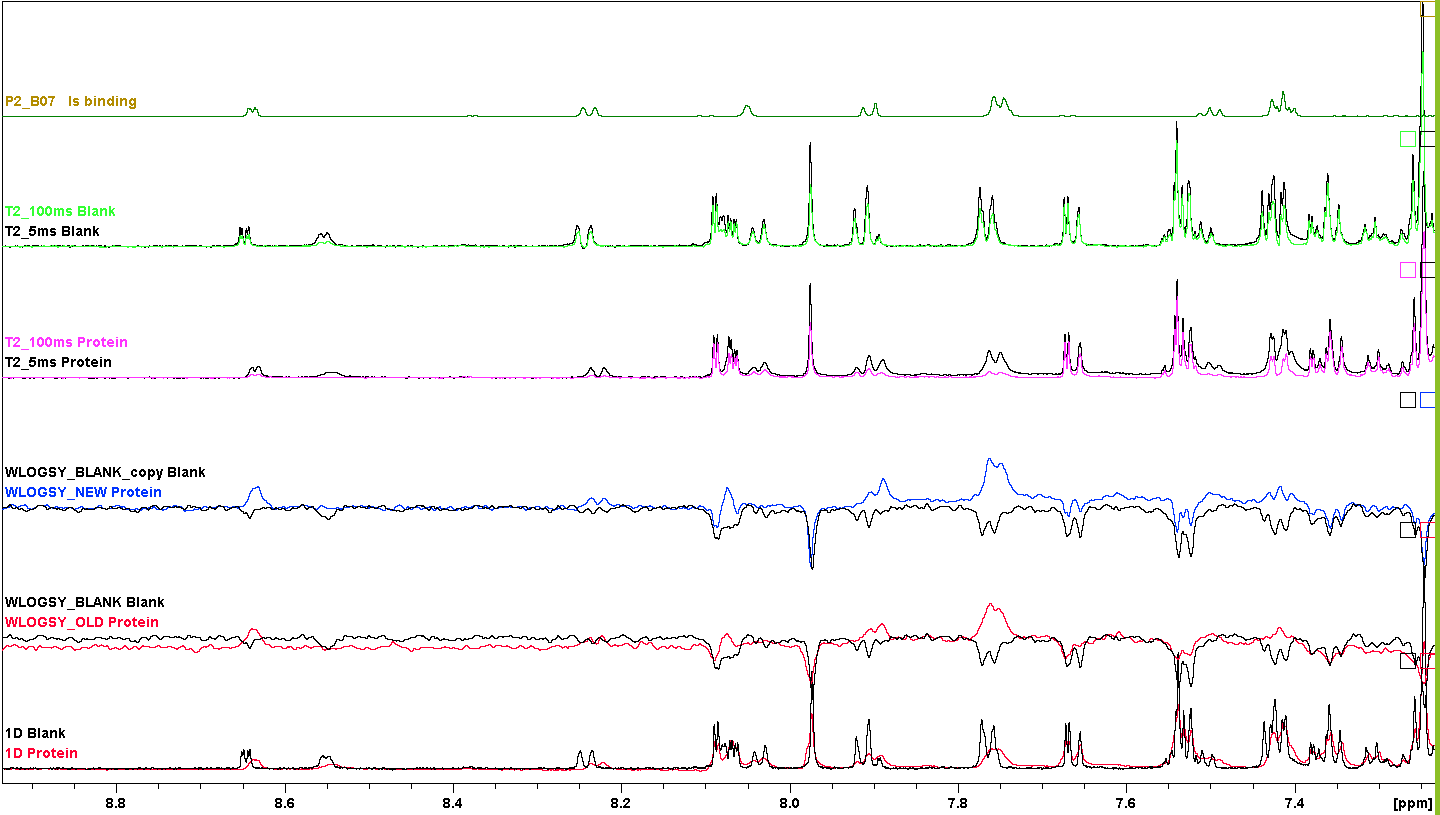 P2_B07 Is binding
T2_100ms Blank
T2_5ms Blank
T2_100ms Protein
T2_5ms Protein
WLOGSY_BLANK_copy Blank
WLOGSY_NEW Protein
WLOGSY_BLANK Blank
WLOGSY_OLD Protein
1D Blank
1D Protein
8.8 8.6 8.4 8.2 8.0 7.8 7.6 7.4 [ppm]